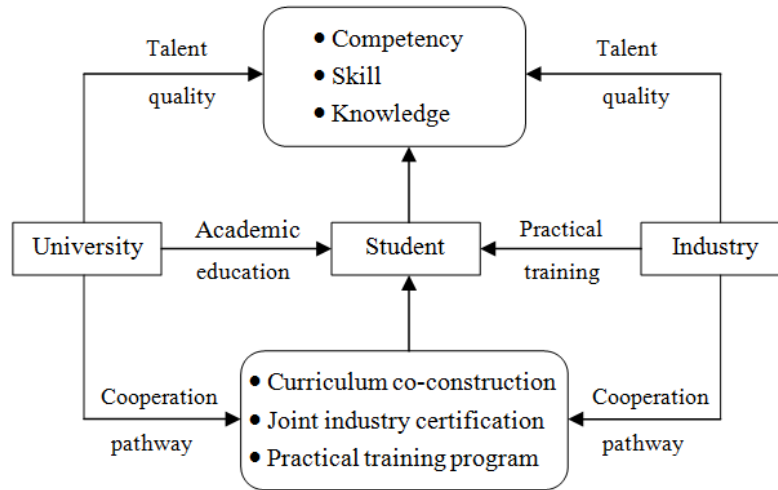 Talent
quality
• Competency
• Skill
• Knowledge
Talent
quality
University
Academic
education
Student
Practical
training
Industry
Cooperation
pathway
• Curriculum co-construction
• Joint industry certification
• Practical training program
Cooperation
pathway